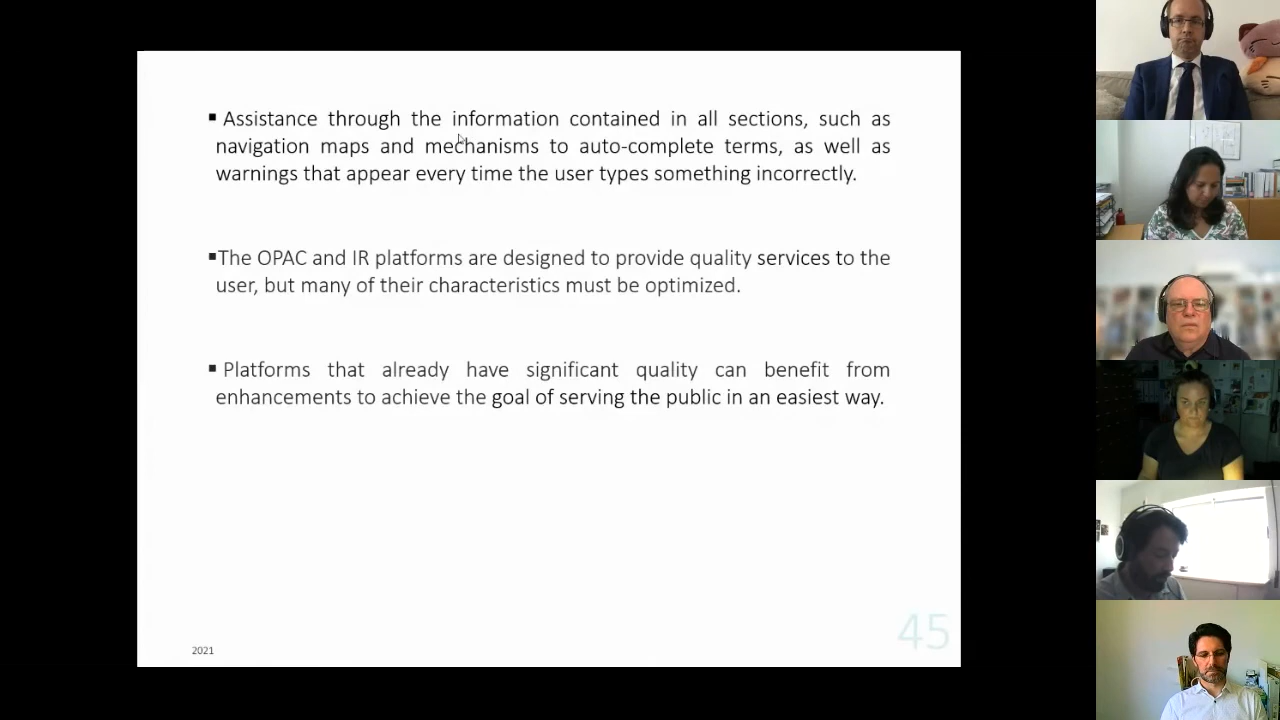 ▪ Assistance through the information contained in all sections, such as
navigation maps and mechanisms to auto-complete terms, as well as
warnings that appear every time the user types something incorrectly.
▪The OPAC and IR platforms are designed to provide quality services to the
user, but many of their characteristics must be optimized.
▪ Platforms that already have significant quality can benefit from
enhancements to achieve the goal of serving the public in an easiest way.
2021
45